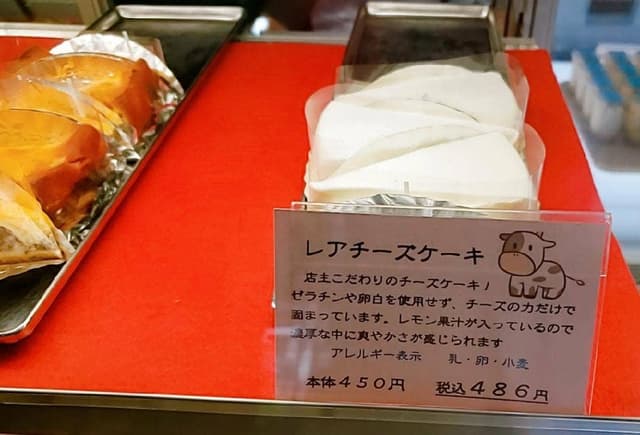 レアチーズケーキ
店主こだわりのチーズケーキ！
ゼラチンや卵白を使用せず、チーズの力だけで
固まっています。レモン果汁が入っているので
濃厚な中に爽やかさが感じられます
アレルギー表示　乳・卵・小麦
本体４５０円　税込４８６円